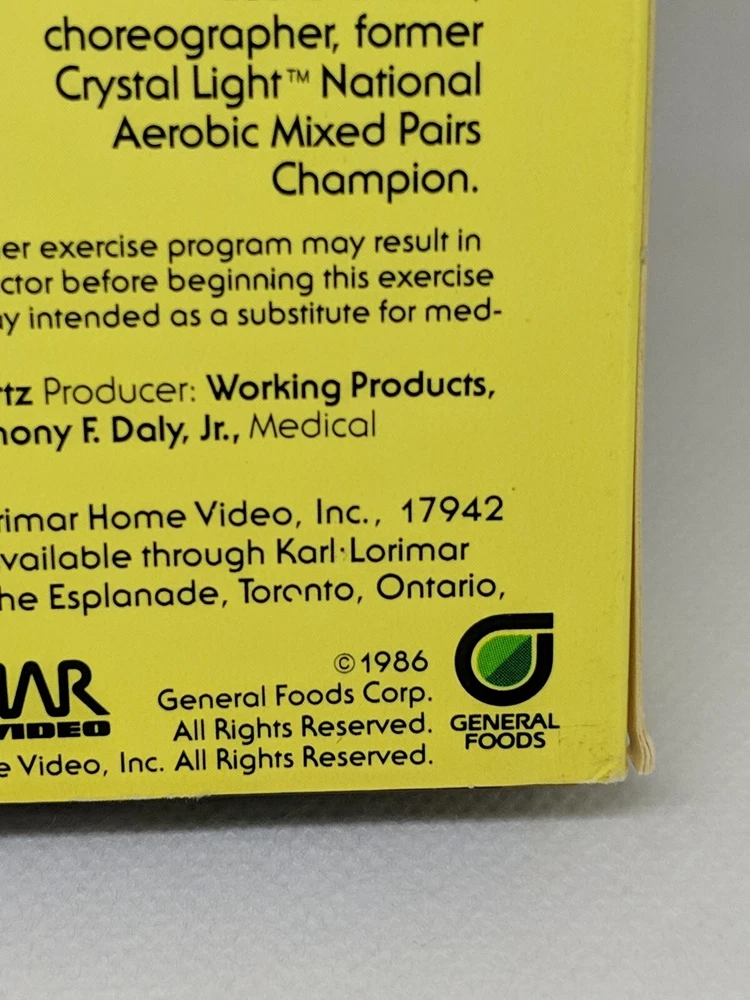 choreographer, former
Crystal Light™ National
Aerobic Mixed Pairs
Champion.
er exercise program may result in
ctor before beginning this exercise
y intended as a substitute for med-
tz Producer: Working Products,
hony F. Daly, Jr., Medical
rimar Home Video, Inc., 17942
vailable through Karl·Lorimar
he Esplanade, Toronto, Ontario,
©1986
General Foods Corp.
All Rights Reserved.
e Video, Inc. All Rights Reserved.
MAR
VIDEO
GENERAL
FOODS